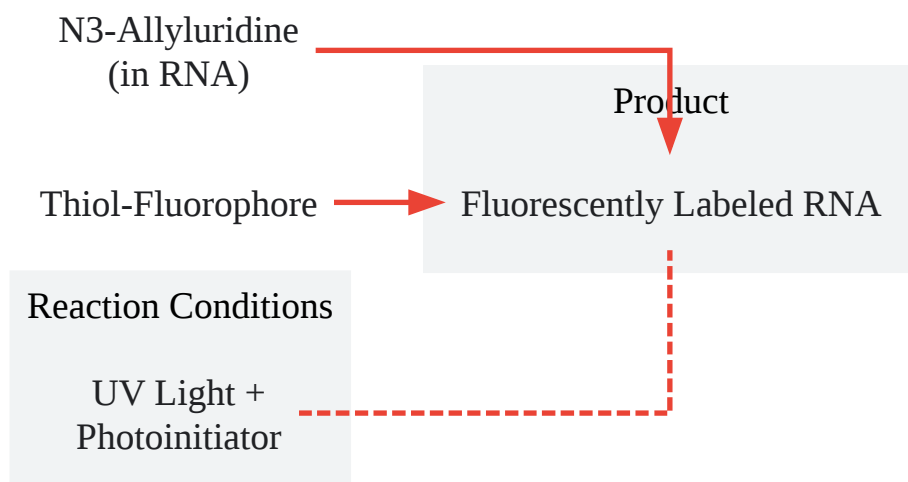 N3-Allyluridine
(in RNA)
Product
Thiol-Fluorophore
Fluorescently Labeled RNA
Reaction Conditions
UV Light +
Photoinitiator